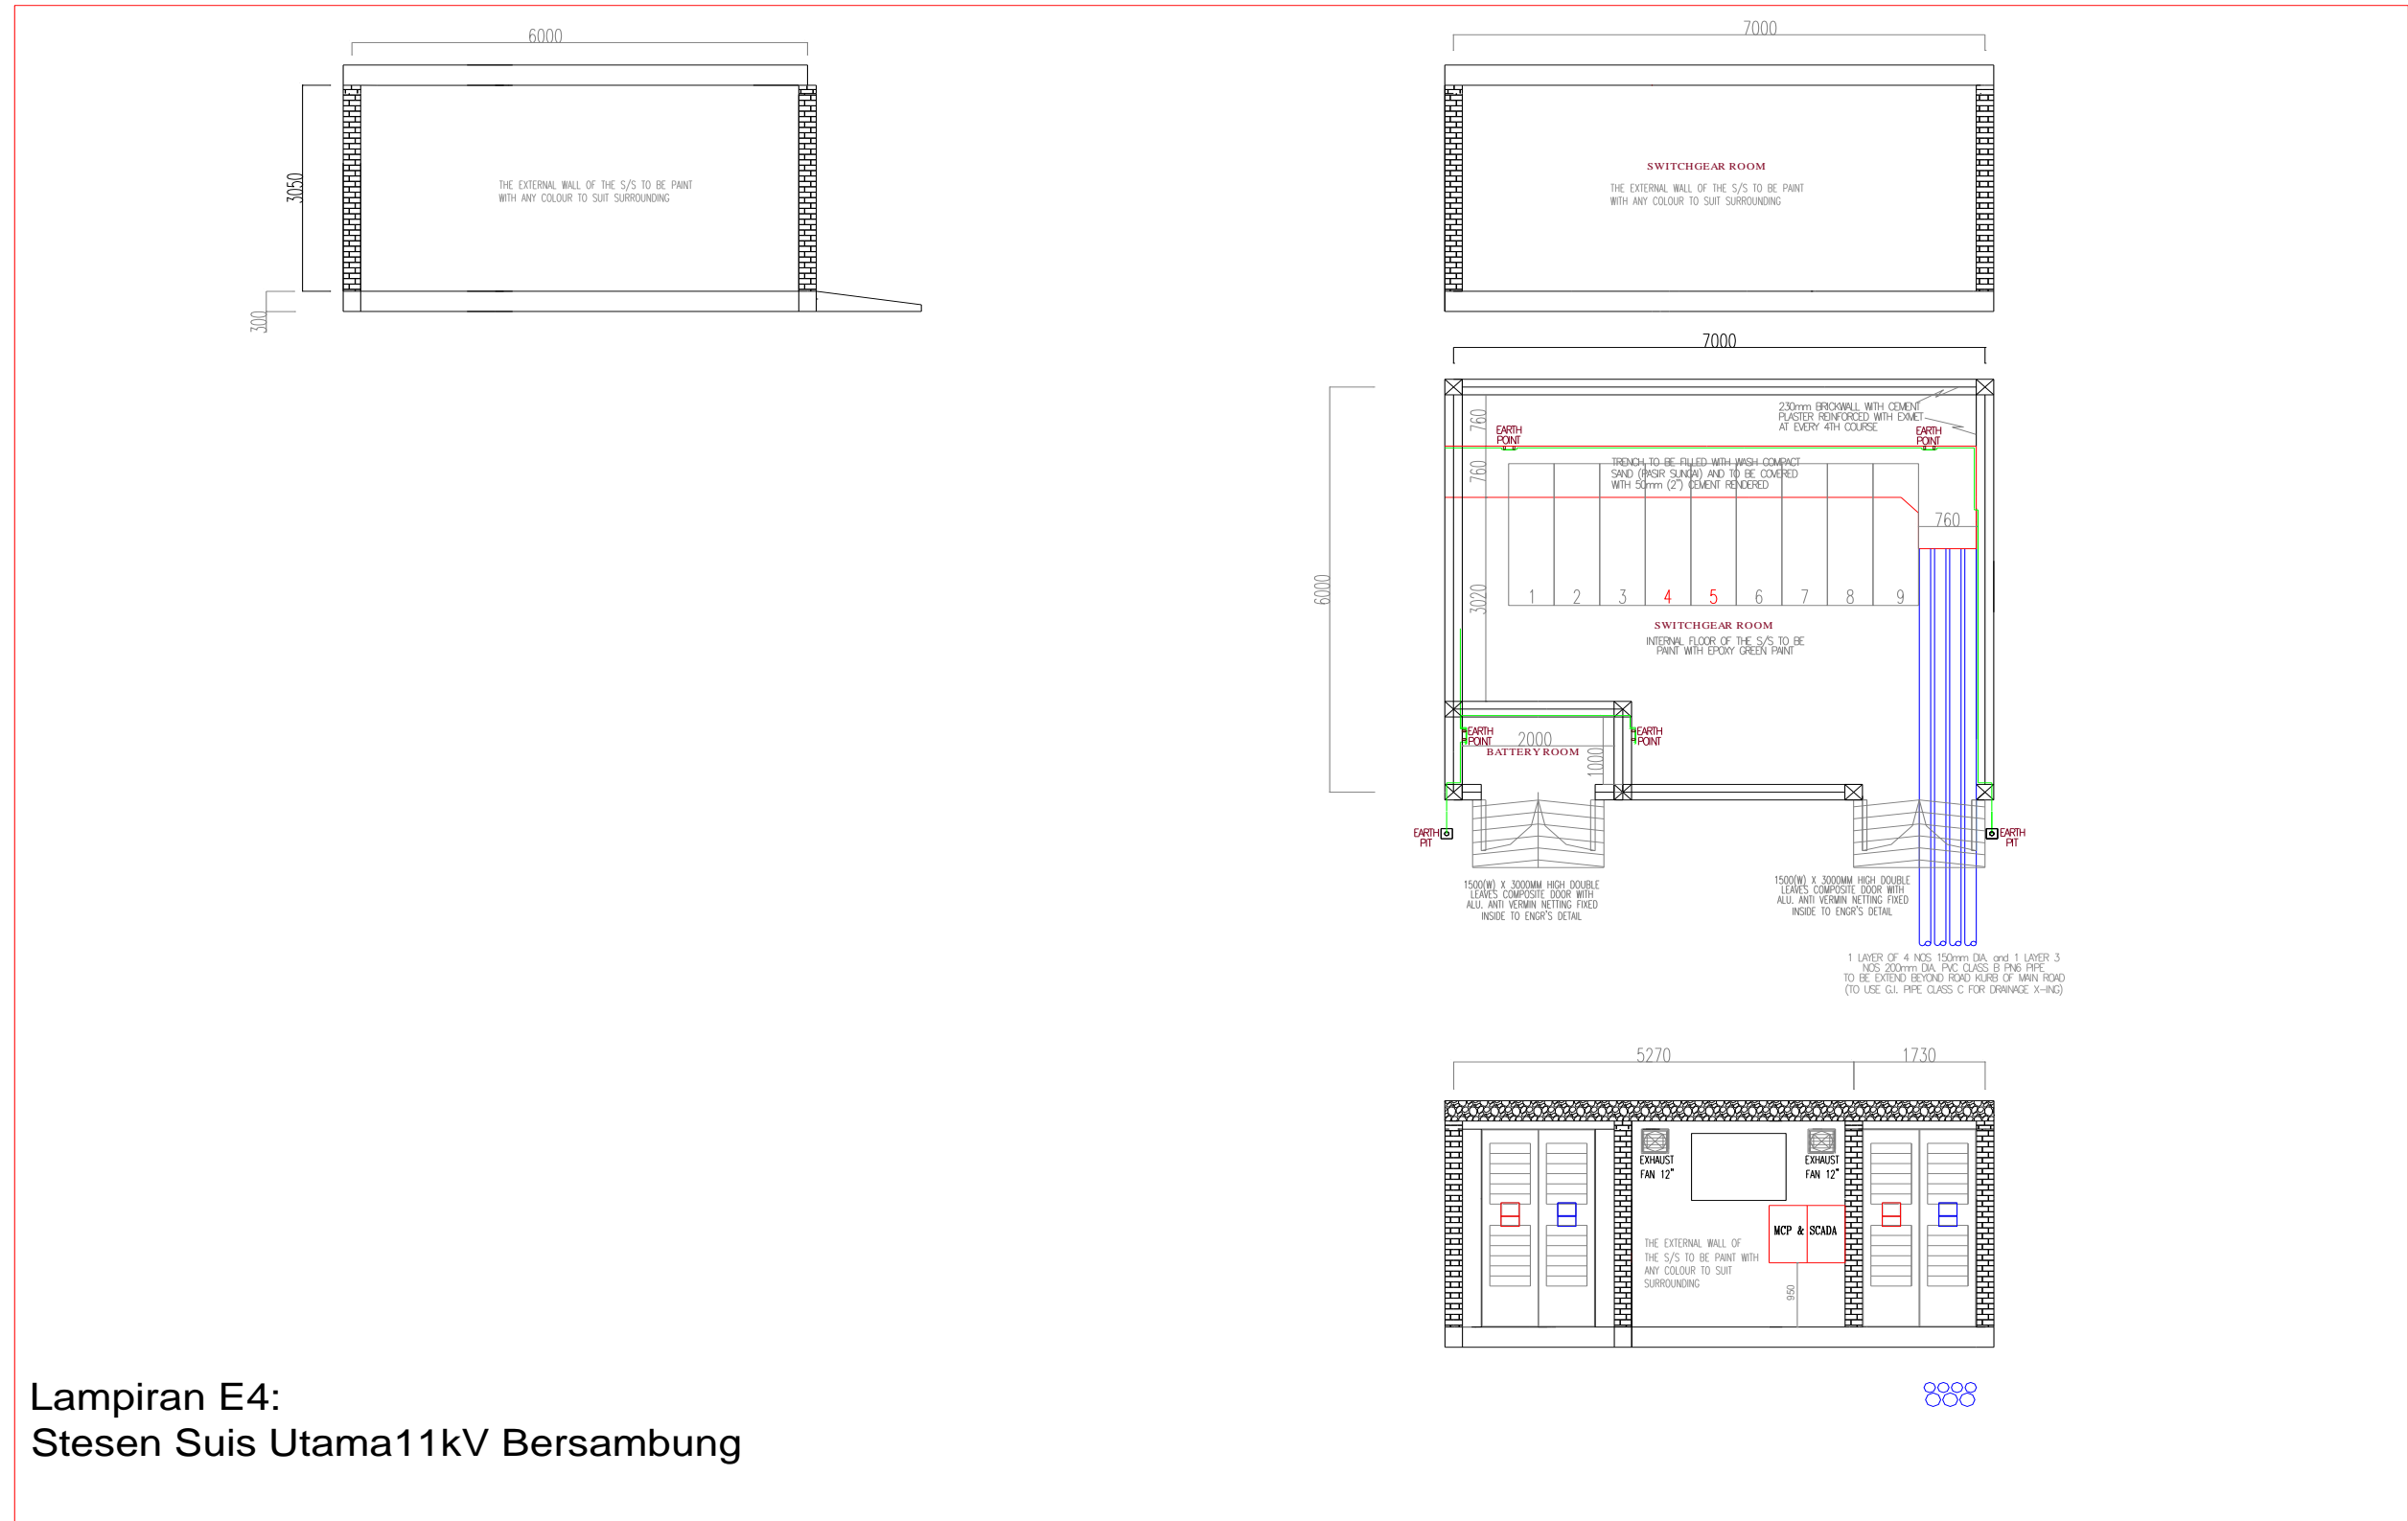 6000
3050
300
THE EXTERNAL WALL OF THE S/S TO BE PAINT
WITH ANY COLOUR TO SUIT SURROUNDING
7000
SWITCHGEAR ROOM
THE EXTERNAL WALL OF THE S/S TO BE PAINT
WITH ANY COLOUR TO SUIT SURROUNDING
7000
6000
760
760
3020
230mm BRICKWALL WITH CEMENT
PLASTER REINFORCED WITH EXMET
AT EVERY 4TH COURSE
EARTH
POINT
EARTH
POINT
TRENCH TO BE FILLED WITH WASH COMPACT
SAND (PASIR SUNGAI) AND TO BE COVERED
WITH 50mm (2") CEMENT RENDERED
760
1 2 3 4 5 6 7 8 9
SWITCHGEAR ROOM
INTERNAL FLOOR OF THE S/S TO BE
PAINT WITH EPOXY GREEN PAINT
EARTH
POINT
2000
BATTERY ROOM
1000
EARTH
POINT
EARTH
PIT
EARTH
PIT
1500(W) X 3000MM HIGH DOUBLE
LEAVES COMPOSITE DOOR WITH
ALU. ANTI VERMIN NETTING FIXED
INSIDE TO ENGR'S DETAIL
1500(W) X 3000MM HIGH DOUBLE
LEAVES COMPOSITE DOOR WITH
ALU. ANTI VERMIN NETTING FIXED
INSIDE TO ENGR'S DETAIL
1 LAYER OF 4 NOS 150mm DIA. and 1 LAYER 3
NOS 200mm DIA. PVC CLASS B PN6 PIPE
TO BE EXTEND BEYOND ROAD KURB OF MAIN ROAD
(TO USE G.I. PIPE CLASS C FOR DRAINAGE X-ING)
5270
1730
EXHAUST
FAN 12"
EXHAUST
FAN 12"
MCP & SCADA
THE EXTERNAL WALL OF
THE S/S TO BE PAINT WITH
ANY COLOUR TO SUIT
SURROUNDING
950
Lampiran E4:
Stesen Suis Utama11kV Bersambung